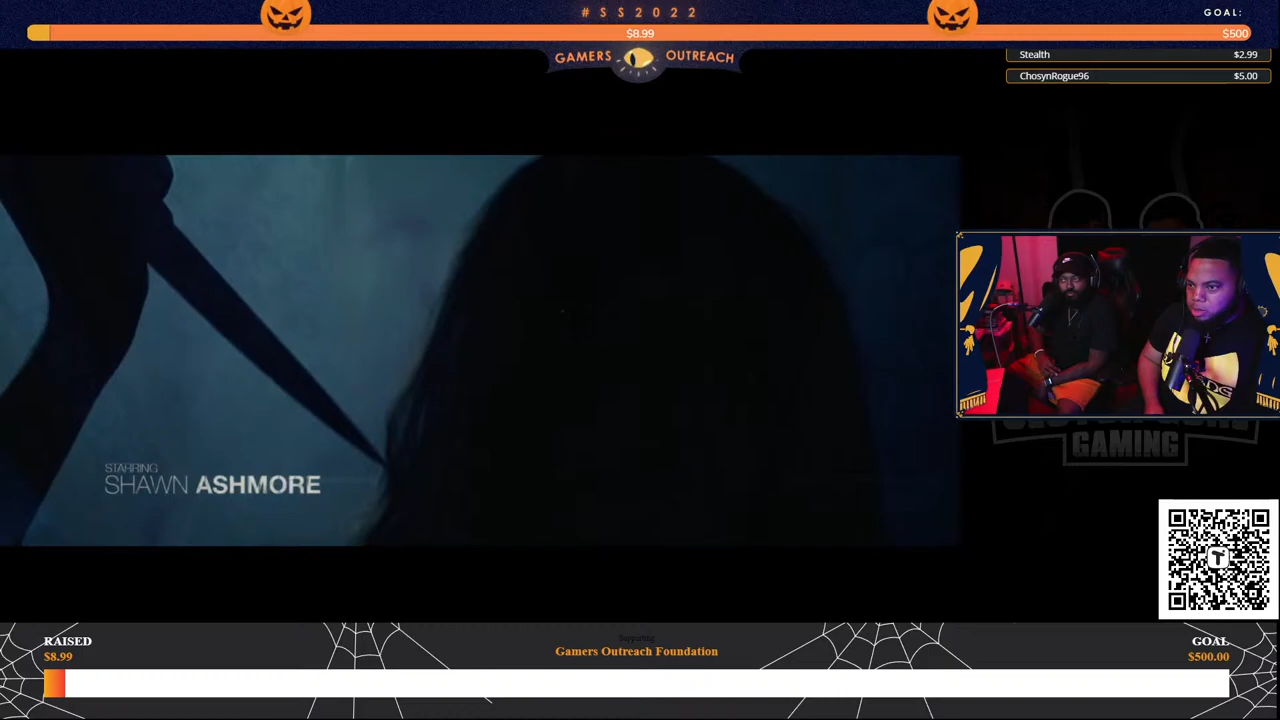 #SS2022
GOAL:
$8.99
$500
GAMERS OUTREACH
Stealth $2.99
ChosynRogue96 $5.00
STARRING
SHAWN ASHMORE
GAMING
RAISED
$8.99
Supporting
Gamers Outreach Foundation
GOAL
$500.00